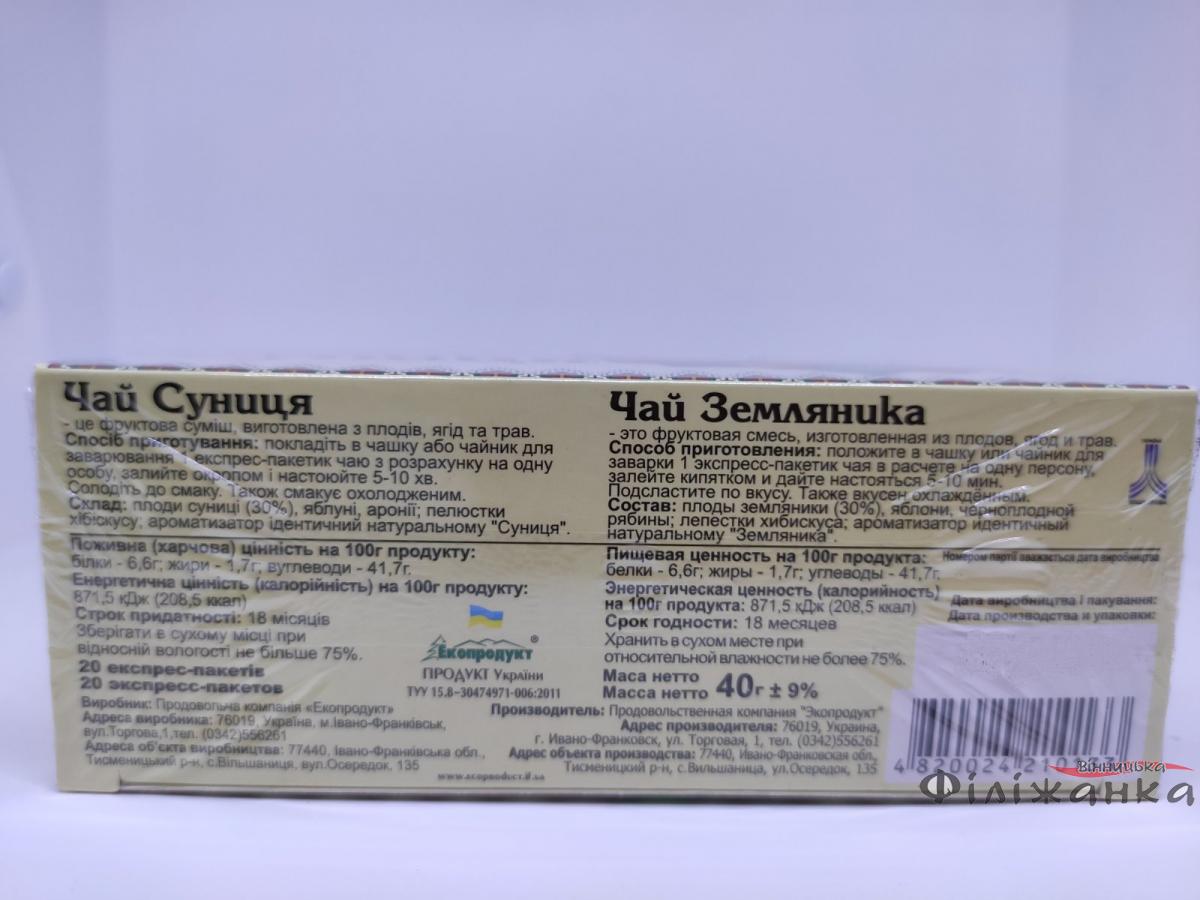 Чай Суниця
- це фруктова суміш, виготовлена з плодів, ягід та трав.
Спосіб приготування: покладіть в чашку або чайник для
заварювання 1 експрес-пакетик чаю з розрахунку на одну
особу, залийте окропом і настоюйте 5-10 хв.
Солодіть до смаку. Також смакує охолодженим.
Склад: плоди суниці (30%), яблуні, аронії; пелюстки
хібіскусу; ароматизатор ідентичний натуральному "Суниця".
Поживна (харчова) цінність на 100г продукту:
білки - 6,6г; жири - 1,7г; вуглеводи - 41,7г.
Енергетична цінність (калорійність) на 100г продукту:
871,5 кДж (208,5 ккал)
Строк придатності: 18 місяців
Зберігати в сухому місці при
відносній вологості не більше 75%.
20 експрес-пакетів
20 экспресс-пакетов
Екопродукт®
ПРОДУКТ України
ТУУ 15.8-30474971-006:2011
Виробник: Продовольча компанія «Екопродукт»
Адреса виробника: 76019, Україна, м.Івано-Франківськ,
вул.Торгова,1,тел. (0342)556261
Адреса об'єкта виробництва: 77440, Івано-Франківська обл.,
Тисменицький р-н, с.Вільшаниця, вул.Осередок, 135
www.ecoproduct.if.ua
Чай Земляника
- это фруктовая смесь, изготовленная из плодов, ягод и трав.
Способ приготовления: положите в чашку или чайник для
заварки 1 экспресс-пакетик чая в расчете на одну персону,
залейте кипятком и дайте настояться 5-10 мин.
Подсластите по вкусу. Также вкусен охлаждённым.
Состав: плоды земляники (30%), яблони, черноплодной
рябины; лепестки хибискуса; ароматизатор идентичный
натуральному "Земляника".
Пищевая ценность на 100г продукта:
белки - 6,6г; жиры - 1,7г; углеводы - 41,7г.
Энергетическая ценность (калорийность)
на 100г продукта: 871,5 кДж (208,5 ккал)
Срок годности: 18 месяцев
Хранить в сухом месте при
относительной влажности не более 75%.
Маса нетто
Масса нетто 40г ± 9%
Производитель: Продовольственная компания "Экопродукт"
Адрес производителя: 76019, Украина,
г. Ивано-Франковск, ул. Торговая, 1, тел. (0342)556261
Адрес объекта производства: 77440, Ивано-Франковская обл.,
Тисменицкий р-н, с.Вильшаница, ул.Осередок, 135
Номером партії вважається дата виробництва
Дата виробництва і пакування:
Дата производства и упаковки:
4 820024 210
Вінницька
Філіжанка